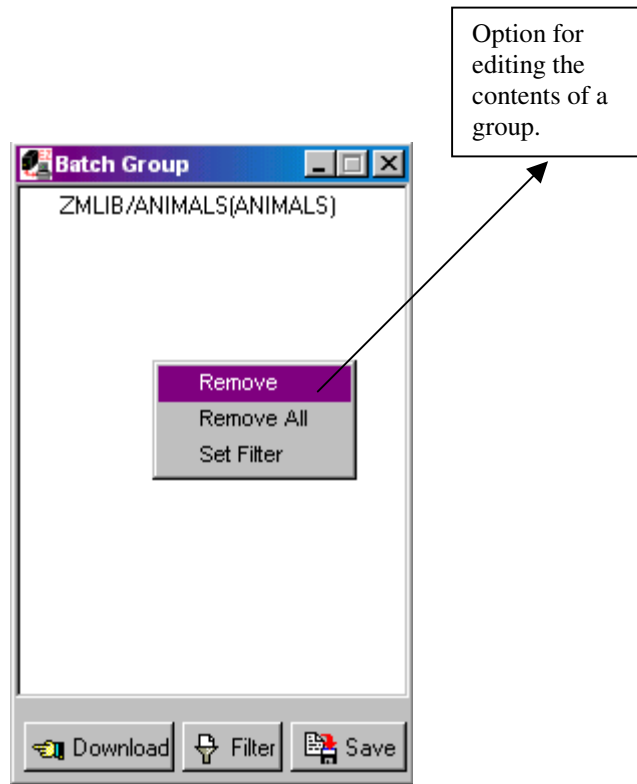 Option for
editing the
contents of a
group.
Batch Group
ZMLIB/ANIMALS(ANIMALS)
Remove
Remove All
Set Filter
Download
Filter
Save